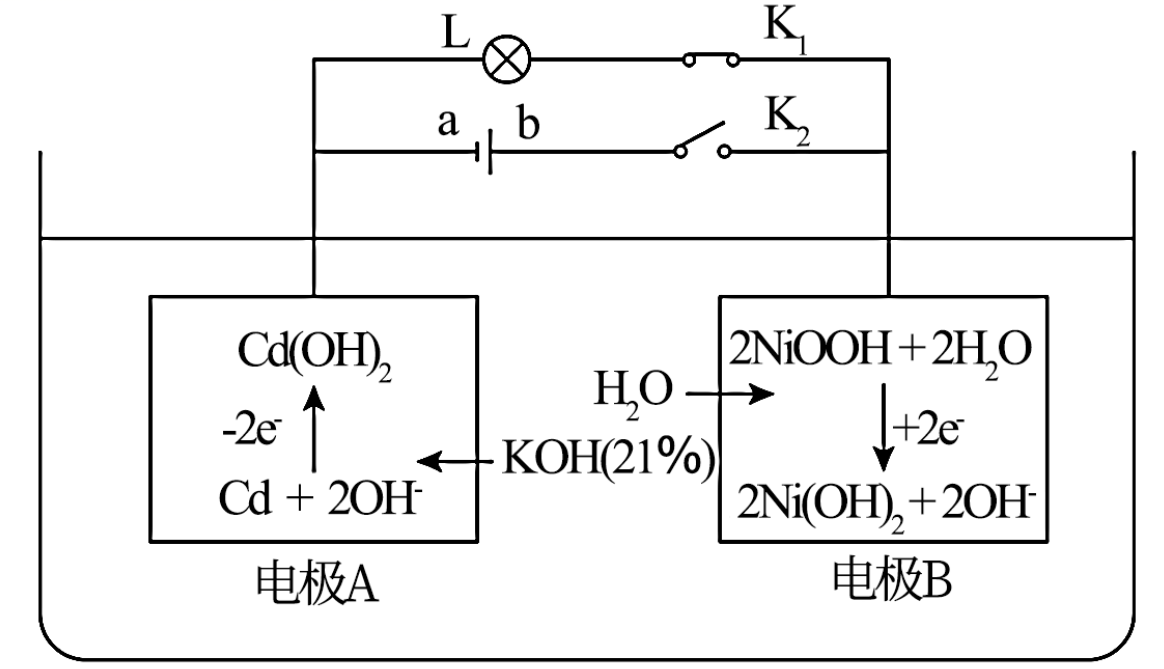 L K₁
a b K₂
Cd(OH)₂
-2e⁻
Cd + 2OH⁻
H₂O
KOH(21%)
2NiOOH+2H₂O
+2e⁻
2Ni(OH)₂+2OH⁻
电极A
电极B